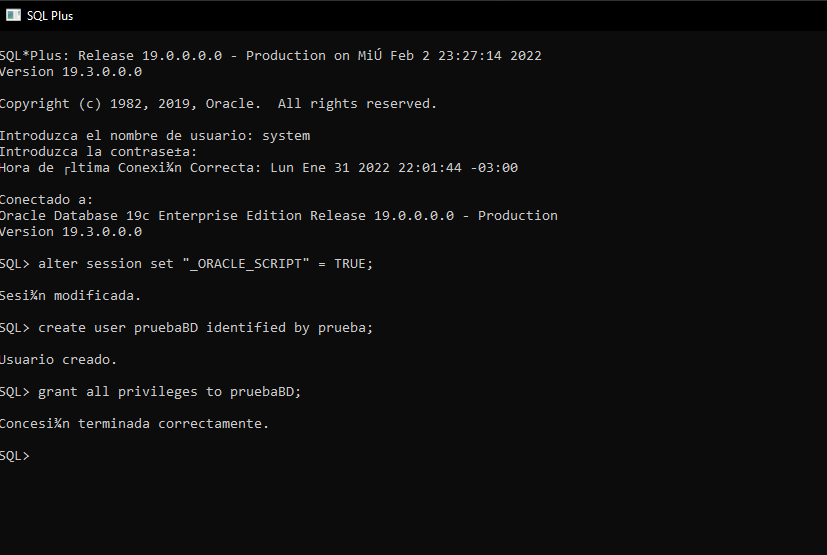 SQL Plus
SQL*Plus: Release 19.0.0.0.0 - Production on MiÚ Feb 2 23:27:14 2022
Version 19.3.0.0.0
Copyright (c) 1982, 2019, Oracle.  All rights reserved.
Introduzca el nombre de usuario: system
Introduzca la contrase±a:
Hora de ┌ltima Conexi¾n Correcta: Lun Ene 31 2022 22:01:44 -03:00
Conectado a:
Oracle Database 19c Enterprise Edition Release 19.0.0.0.0 - Production
Version 19.3.0.0.0
SQL> alter session set "_ORACLE_SCRIPT" = TRUE;
Sesi¾n modificada.
SQL> create user pruebaBD identified by prueba;
Usuario creado.
SQL> grant all privileges to pruebaBD;
Concesi¾n terminada correctamente.
SQL>